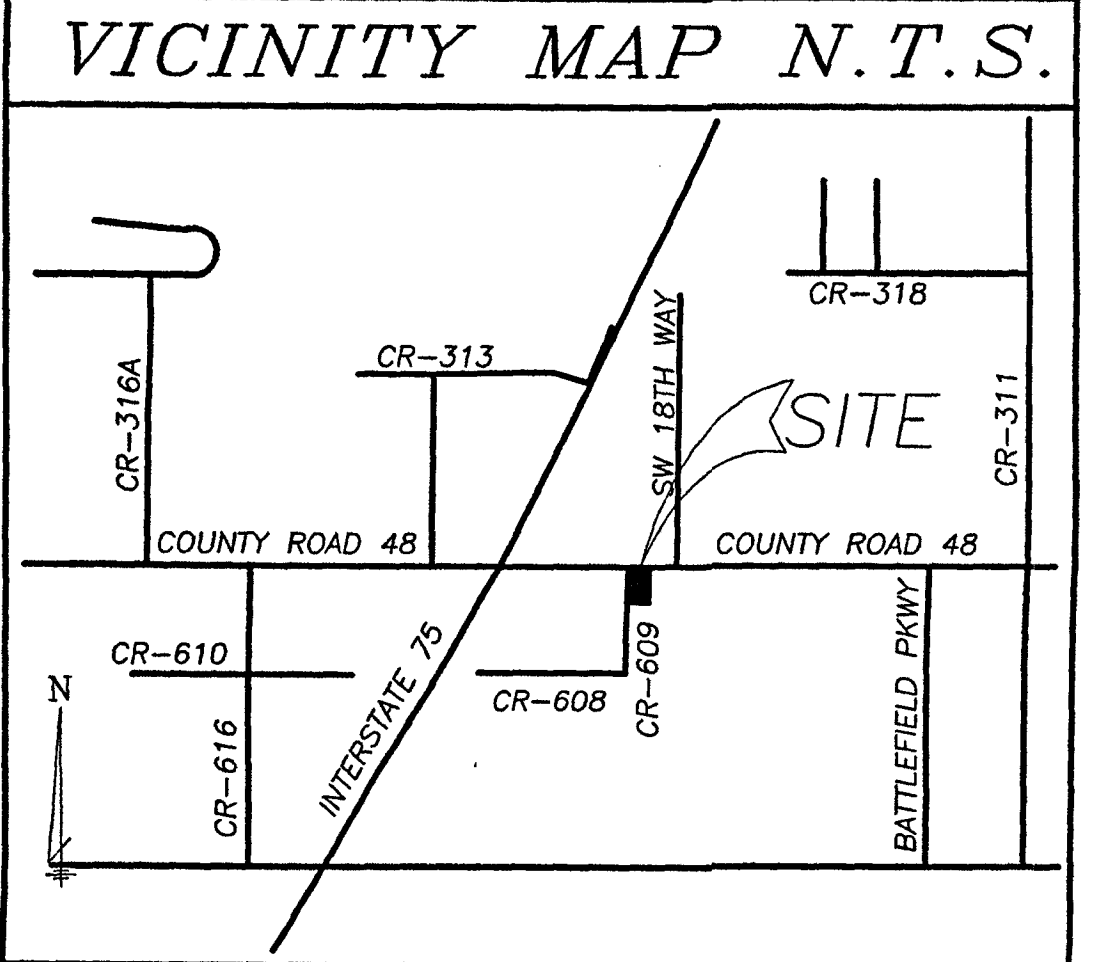 VICINITY MAP N.T.S.
CR-318
SW 18TH WAY
CR-313
CR-316A
SITE
CR-311
COUNTY ROAD 48
COUNTY ROAD 48
BATTLEFIELD PKWY
CR-610
INTERSTATE 75
CR-609
N
CR-608
CR-616